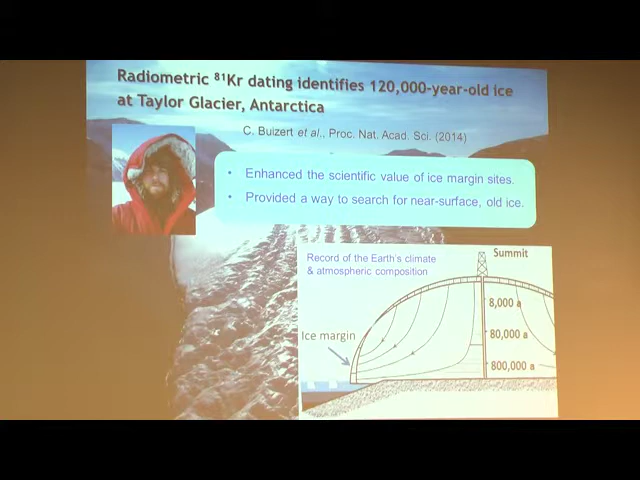 Radiometric ⁸¹Kr dating identifies 120,000-year-old ice
at Taylor Glacier, Antarctica
C. Buizert et al., Proc. Nat. Acad. Sci. (2014)
• Enhanced the scientific value of ice margin sites.
• Provided a way to search for near-surface, old ice.
Record of the Earth's climate
& atmospheric composition
Summit
8,000 a
Ice margin
80,000 a
800,000 a